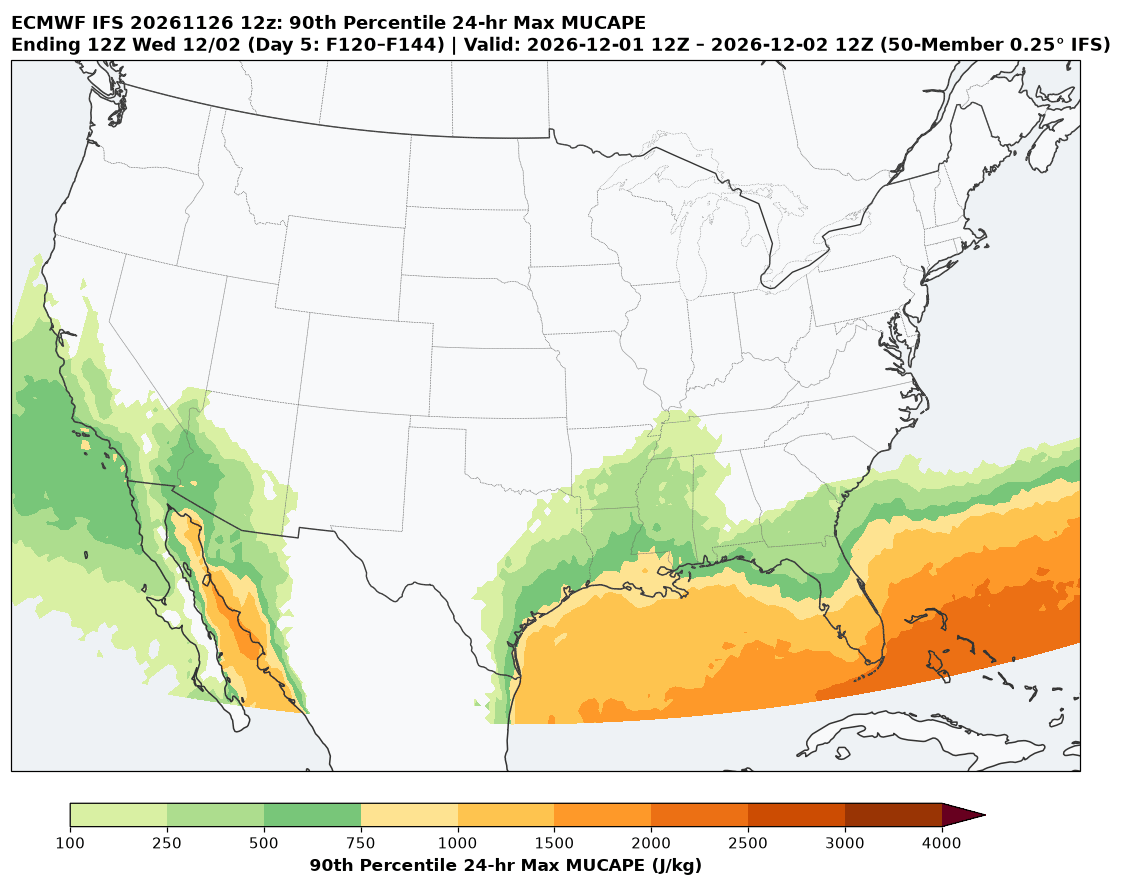 ECMWF IFS 20261126 12z: 90th Percentile 24-hr Max MUCAPE
Ending 12Z Wed 12/02 (Day 5: F120–F144) | Valid: 2026-12-01 12Z – 2026-12-02 12Z (50-Member 0.25° IFS)
100 250 500 750 1000 1500 2000 2500 3000 4000
90th Percentile 24-hr Max MUCAPE (J/kg)